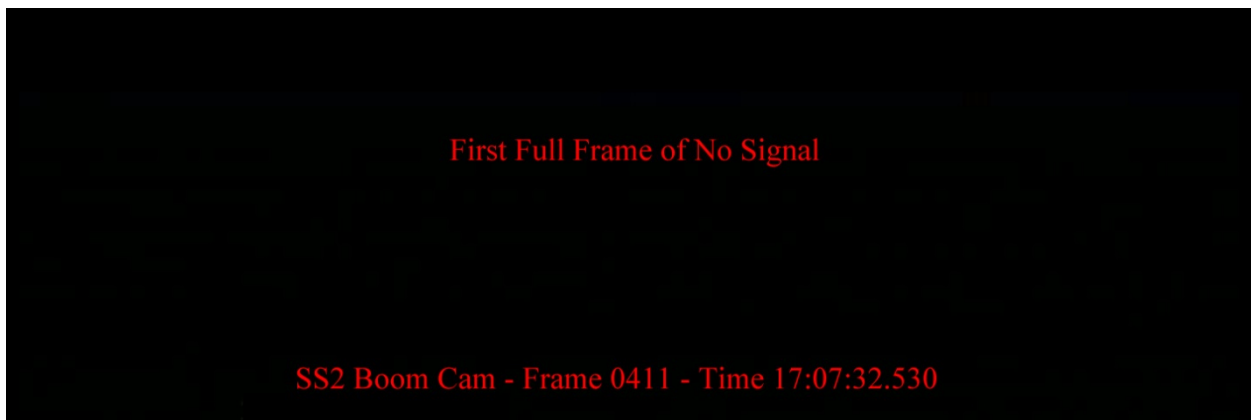 First Full Frame of No Signal
SS2 Boom Cam - Frame 0411 - Time 17:07:32.530